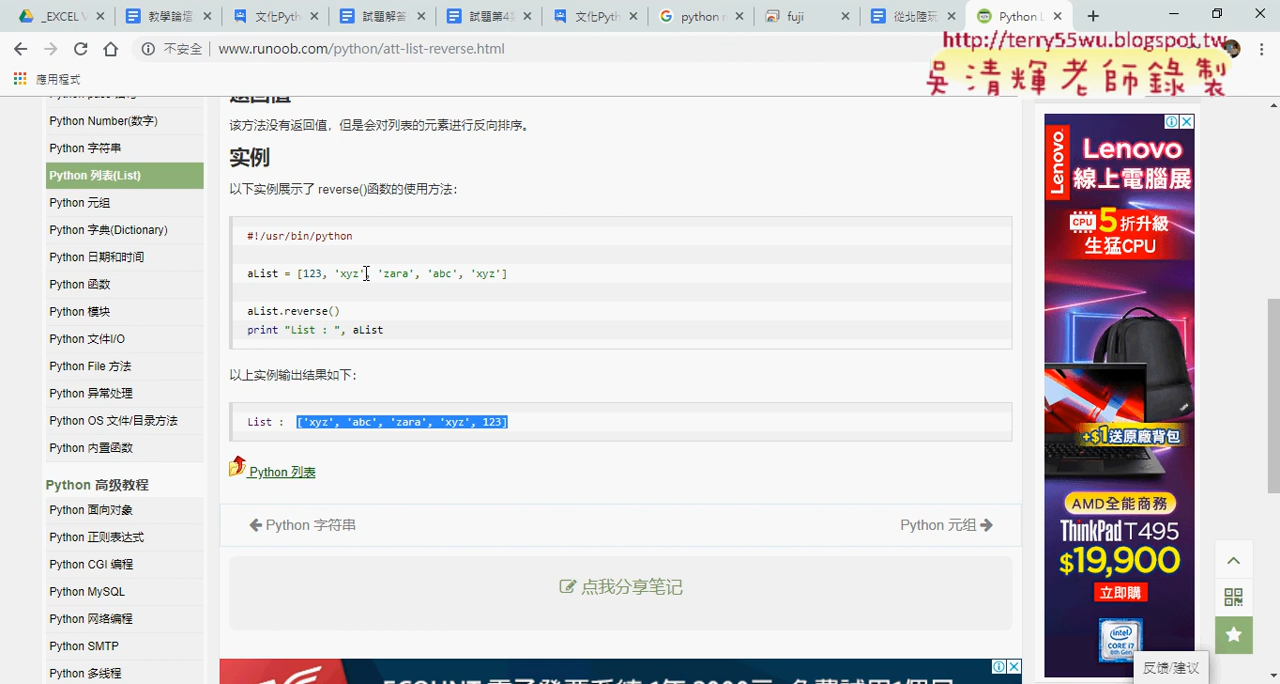 _EXCEL V
教學論壇
文化Pyth
試題解答
試題第4
文化Pyth
python r
fuji
從北陸玩
Python L
不安全 | www.runoob.com/python/att-list-reverse.html
http://terry55wu.blogspot.tw
吳清輝老師錄製
應用程式
Python Number(数字)
Python 字符串
Python 列表(List)
Python 元组
Python 字典(Dictionary)
Python 日期和时间
Python 函数
Python 模块
Python 文件I/O
Python File 方法
Python 异常处理
Python OS 文件/目录方法
Python 内置函数
Python 高级教程
Python 面向对象
Python 正则表达式
Python CGI 编程
Python MySQL
Python 网络编程
Python SMTP
Python 多线程
返回值
该方法没有返回值，但是会对列表的元素进行反向排序。
实例
以下实例展示了 reverse()函数的使用方法：
#!/usr/bin/python
aList = [123, 'xyz', 'zara', 'abc', 'xyz']
aList.reverse()
print "List : ", aList
以上实例输出结果如下：
List :  ['xyz', 'abc', 'zara', 'xyz', 123]
Python 列表
Python 字符串
Python 元组
点我分享笔记
Lenovo
Lenovo
線上電腦展
CPU 5折升級
生猛CPU
+$1送原廠背包
AMD全能商務
ThinkPad T495
$19,900
立即購
intel
CORE i7
8th Gen
反馈/建议